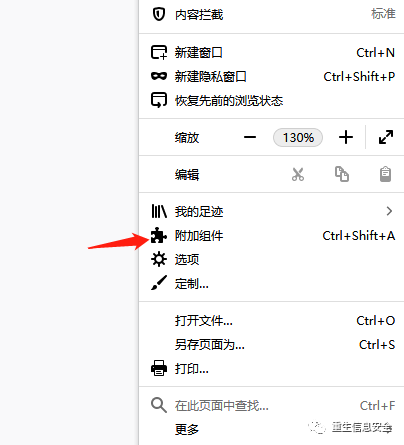 内容拦截 标准
新建窗口 Ctrl+N
新建隐私窗口 Ctrl+Shift+P
恢复先前的浏览状态
缩放 130%
编辑
我的足迹
附加组件 Ctrl+Shift+A
选项
定制...
打开文件... Ctrl+O
另存页面为... Ctrl+S
打印...
在此页面中查找... Ctrl+F
更多
重生信息安全